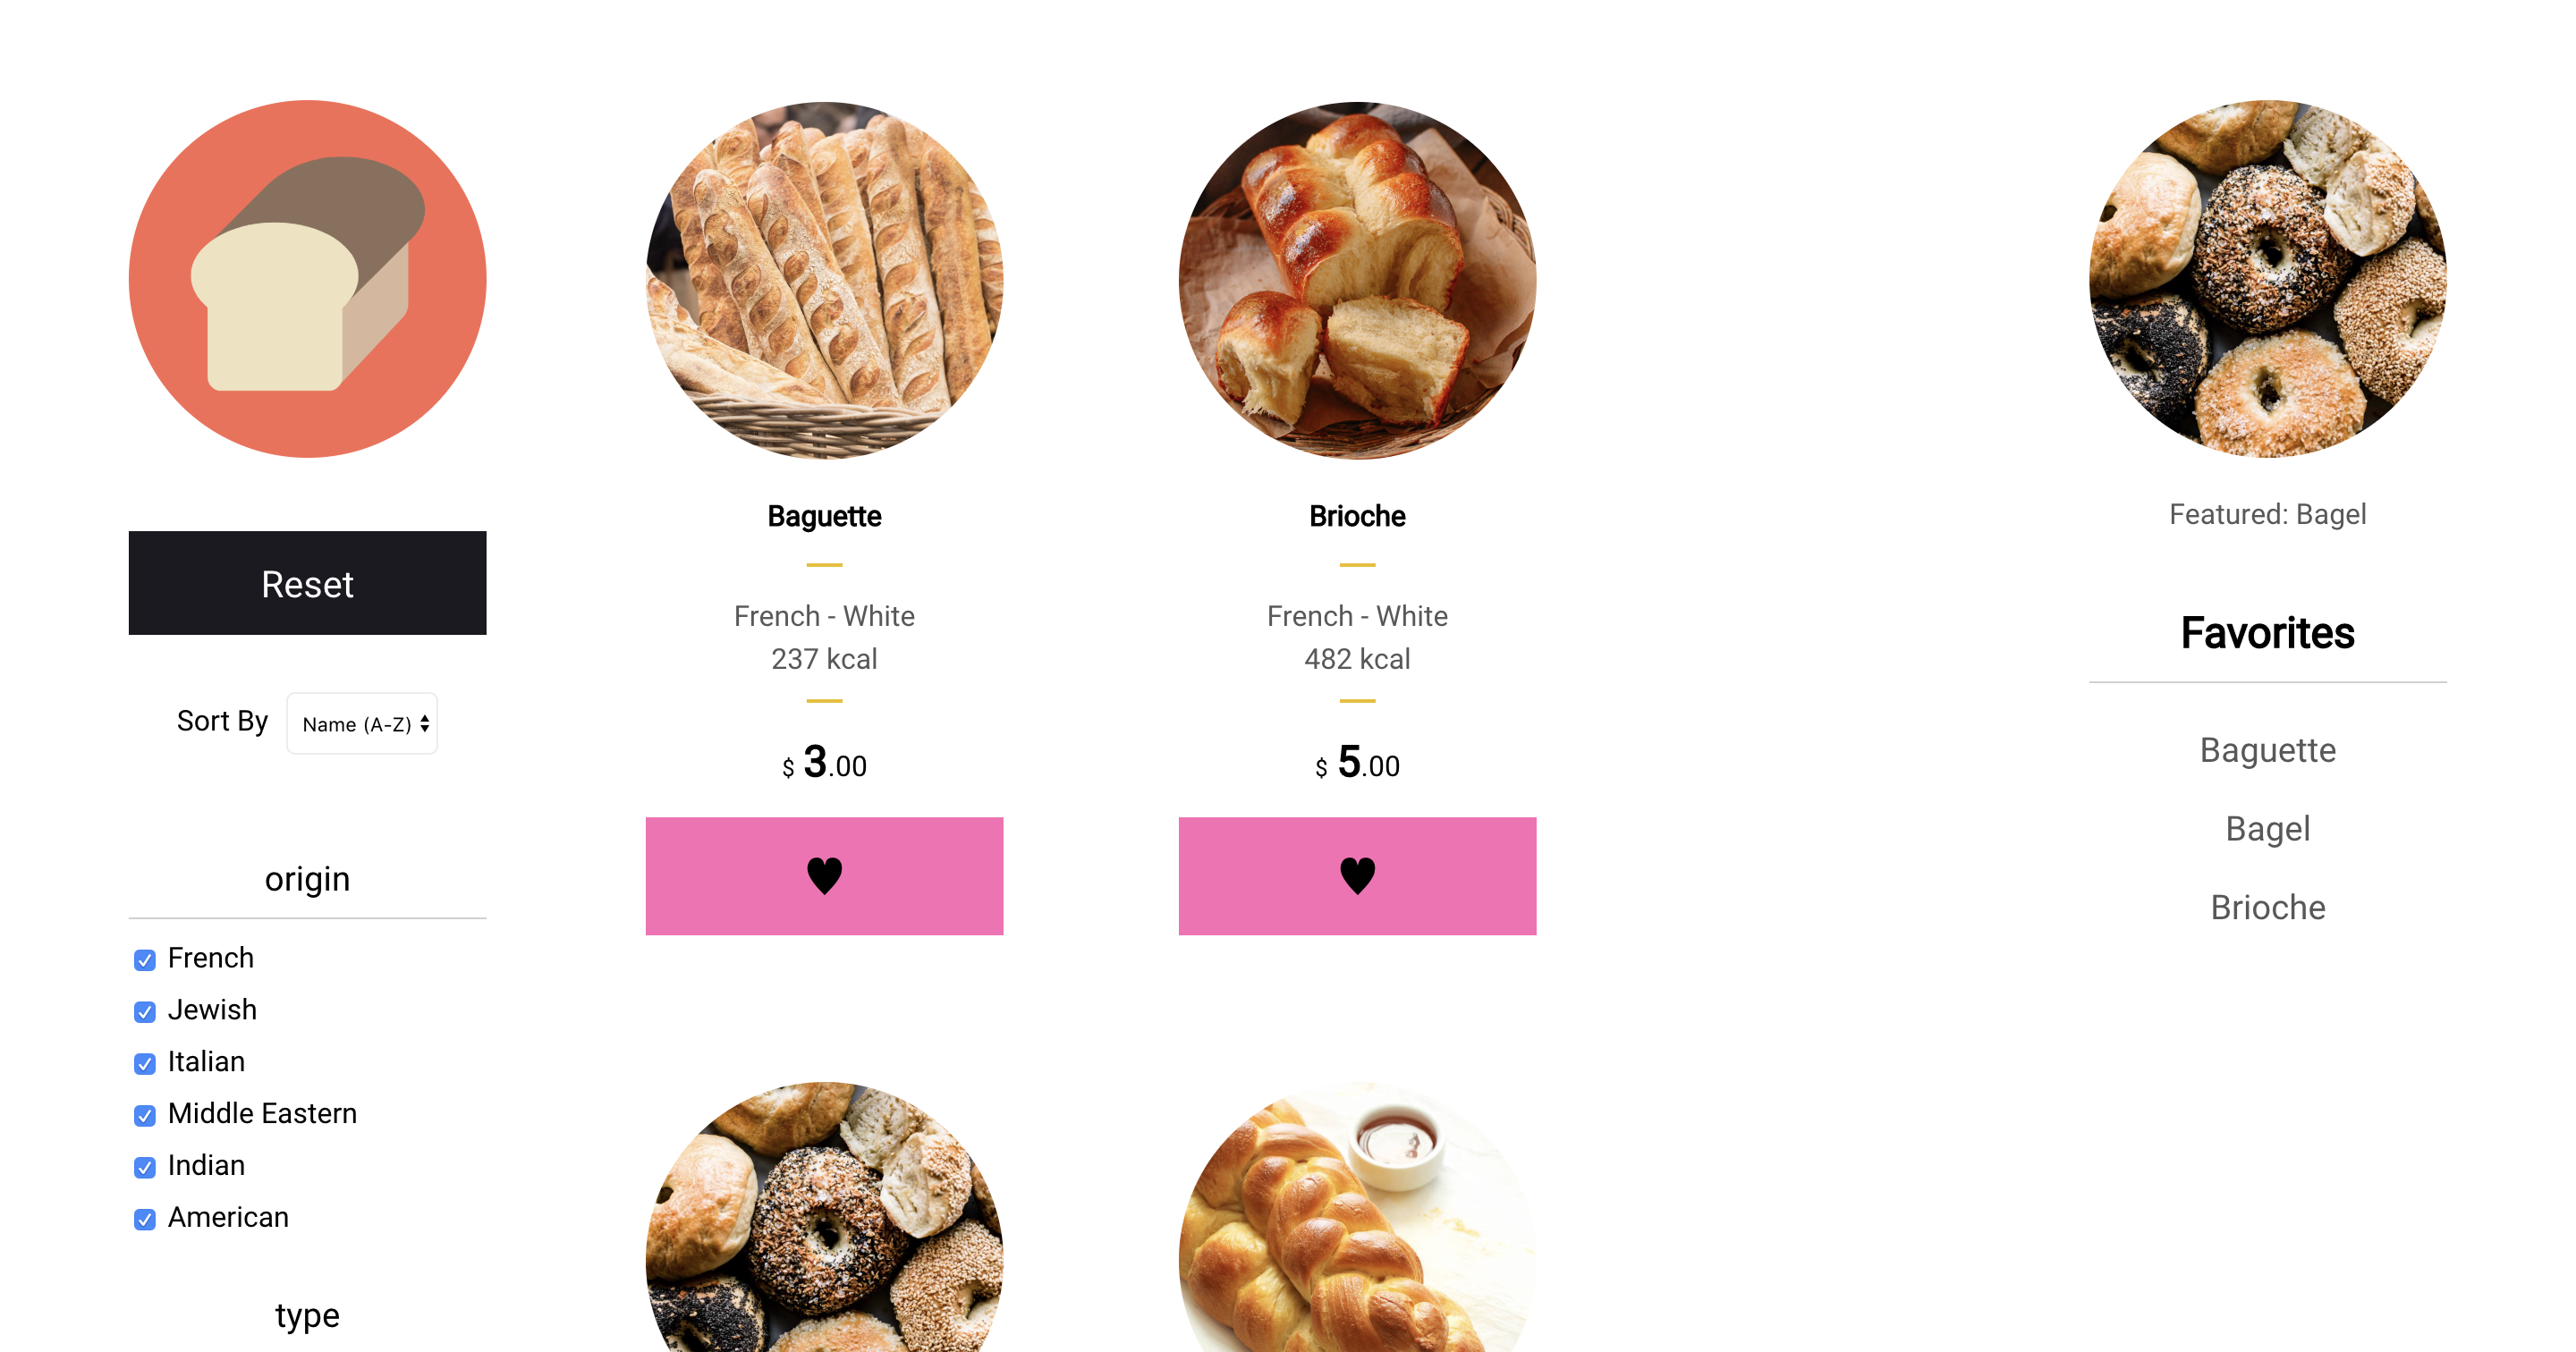 Reset
Sort By Name (A-Z)
origin
French
Jewish
Italian
Middle Eastern
Indian
American
type
Baguette
French - White
237 kcal
$ 3.00
Brioche
French - White
482 kcal
$ 5.00
Featured: Bagel
Favorites
Baguette
Bagel
Brioche